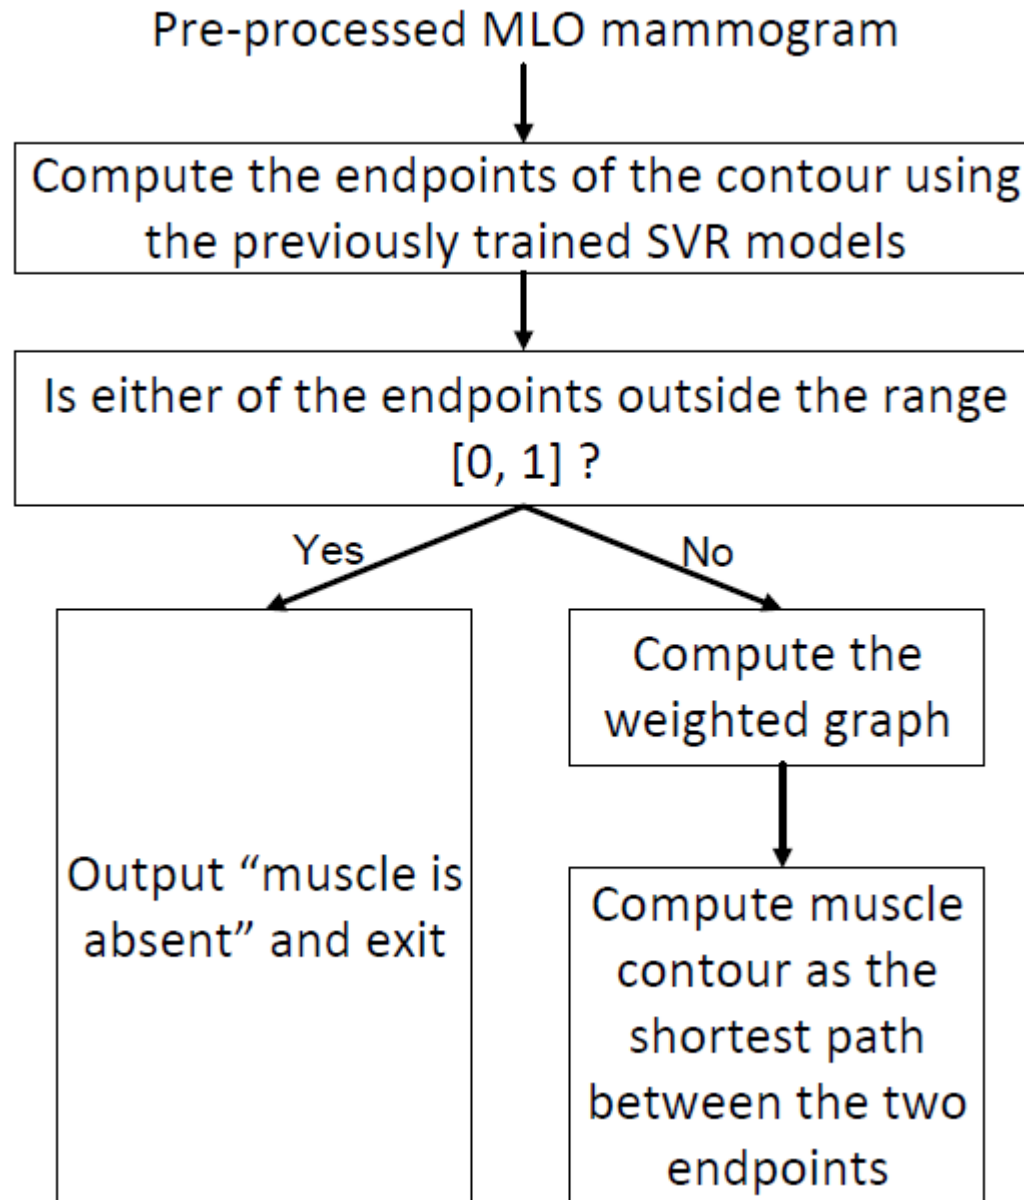 Pre-processed MLO mammogram
Compute the endpoints of the contour using
the previously trained SVR models
Is either of the endpoints outside the range
[0, 1] ?
Yes
No
Output “muscle is
absent” and exit
Compute the
weighted graph
Compute muscle
contour as the
shortest path
between the two
endpoints